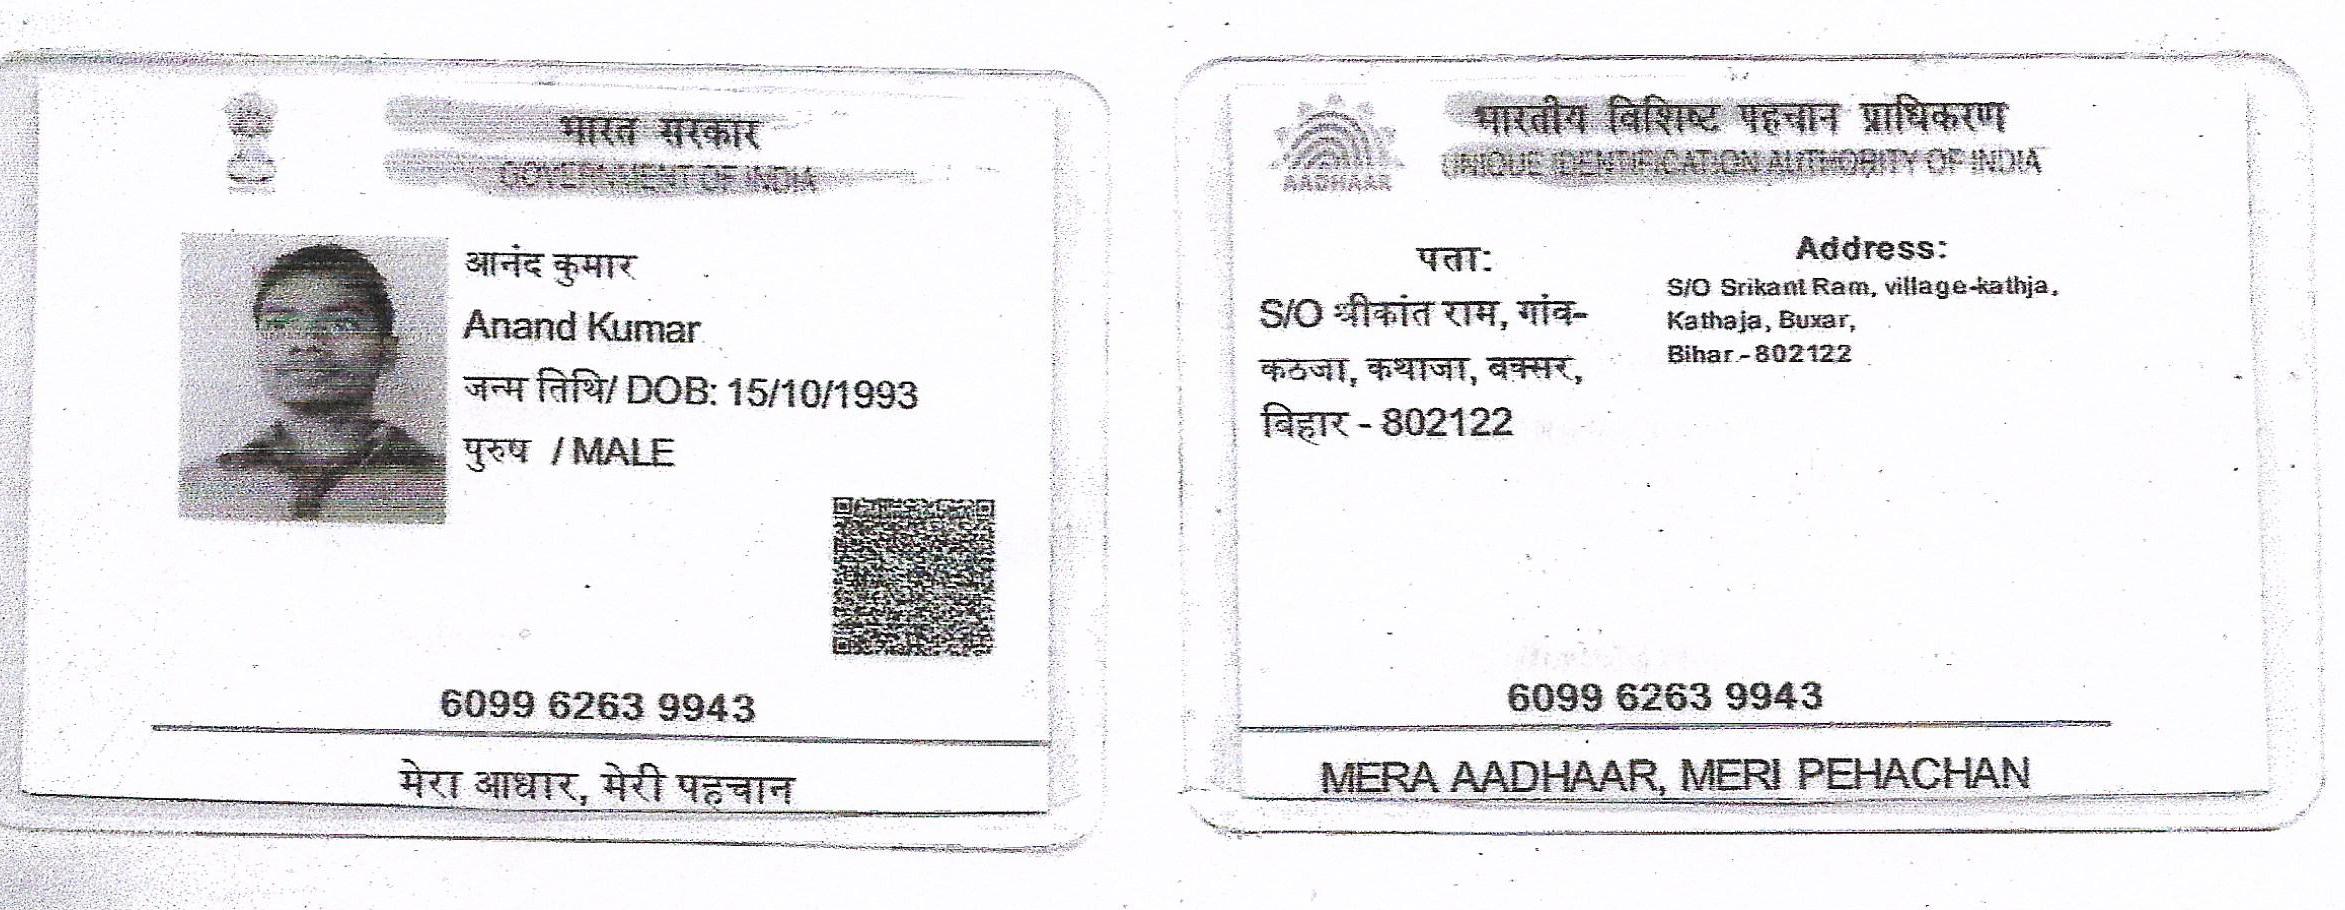 भारत सरकार
GOVERNMENT OF INDIA
आनंद कुमार
Anand Kumar
जन्म तिथि/ DOB: 15/10/1993
पुरुष / MALE
6099 6263 9943
मेरा आधार, मेरी पहचान
भारतीय विशिष्ट पहचान प्राधिकरण
UNIQUE IDENTIFICATION AUTHORITY OF INDIA
AADHAAR
पता:
S/O श्रीकांत राम, गांव-
कठजा, कथाजा, बक्सर,
बिहार - 802122
Address:
S/O Srikant Ram, village-kathja,
Kathaja, Buxar,
Bihar - 802122
6099 6263 9943
MERA AADHAAR, MERI PEHACHAN